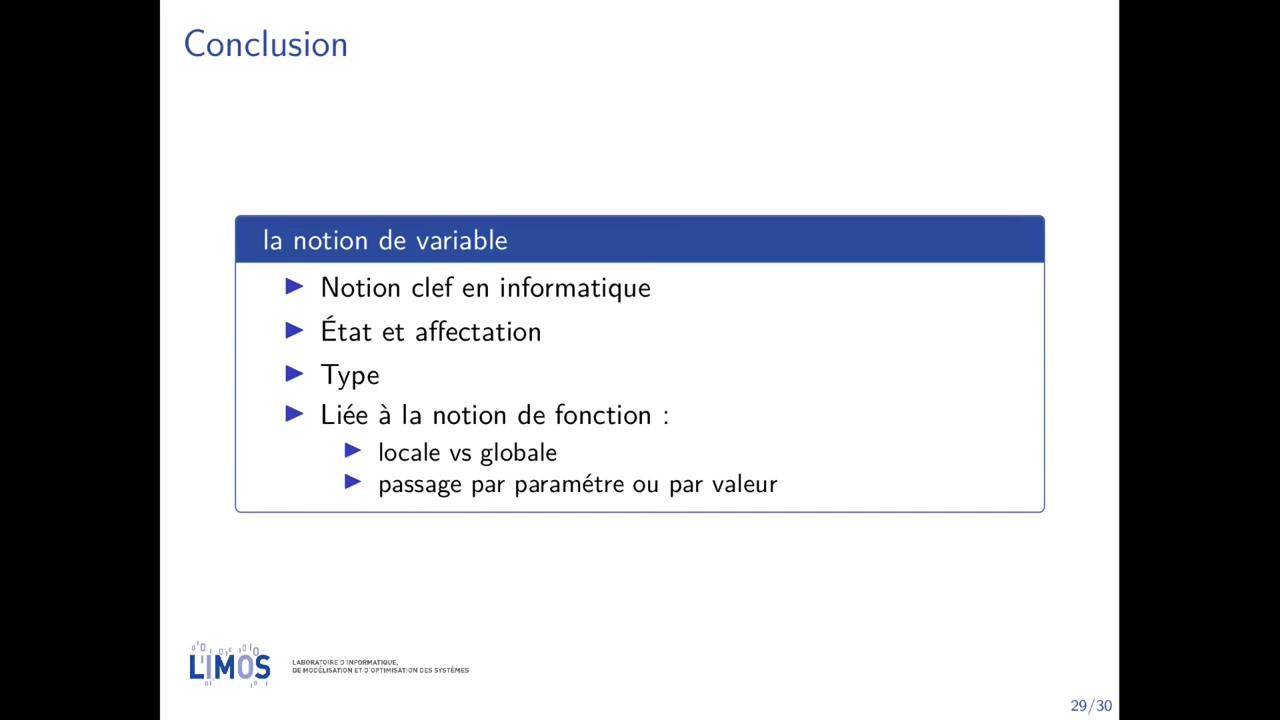 Conclusion
la notion de variable
Notion clef en informatique
État et affectation
Type
Liée à la notion de fonction :
locale vs globale
passage par paramétre ou par valeur
LIMOS
LABORATOIRE D'INFORMATIQUE,
DE MODÉLISATION ET D'OPTIMISATION DES SYSTÈMES
29/30